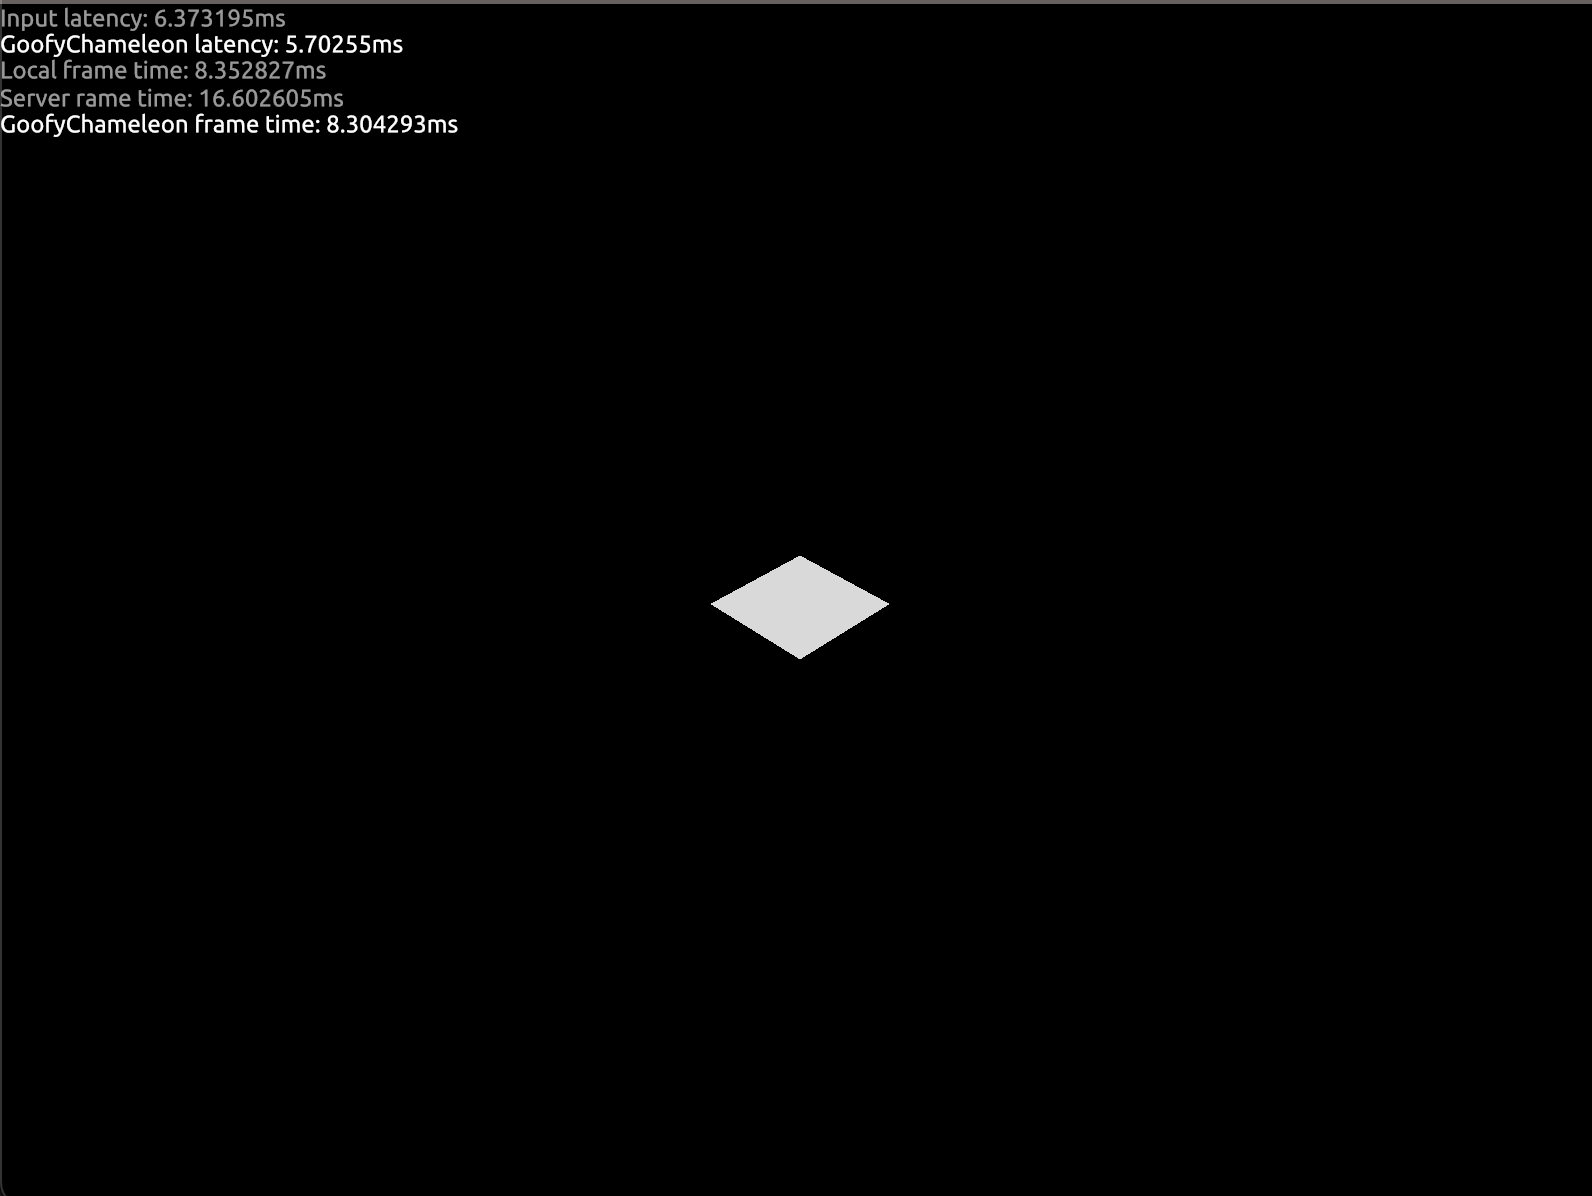 Input latency: 6.373195ms
GoofyChameleon latency: 5.70255ms
Local frame time: 8.352827ms
Server rame time: 16.602605ms
GoofyChameleon frame time: 8.304293ms